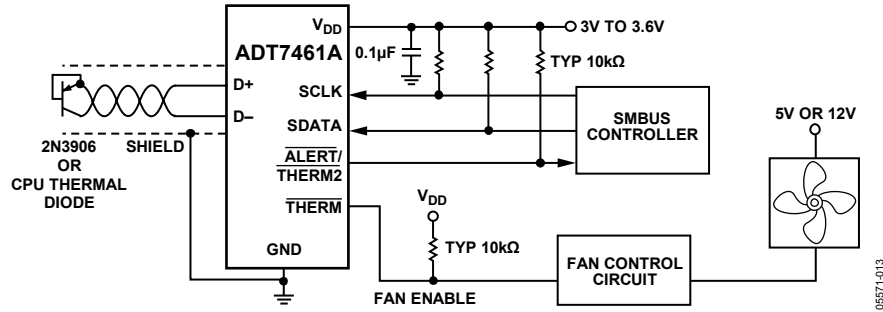 VDD
3V TO 3.6V
ADT7461A
0.1µF
TYP 10kΩ
D+
SCLK
D–
SDATA
SMBUS
CONTROLLER
5V OR 12V
2N3906
OR
CPU THERMAL
DIODE
SHIELD
ALERT/
THERM2
THERM
VDD
TYP 10kΩ
GND
FAN ENABLE
FAN CONTROL
CIRCUIT
05571-013